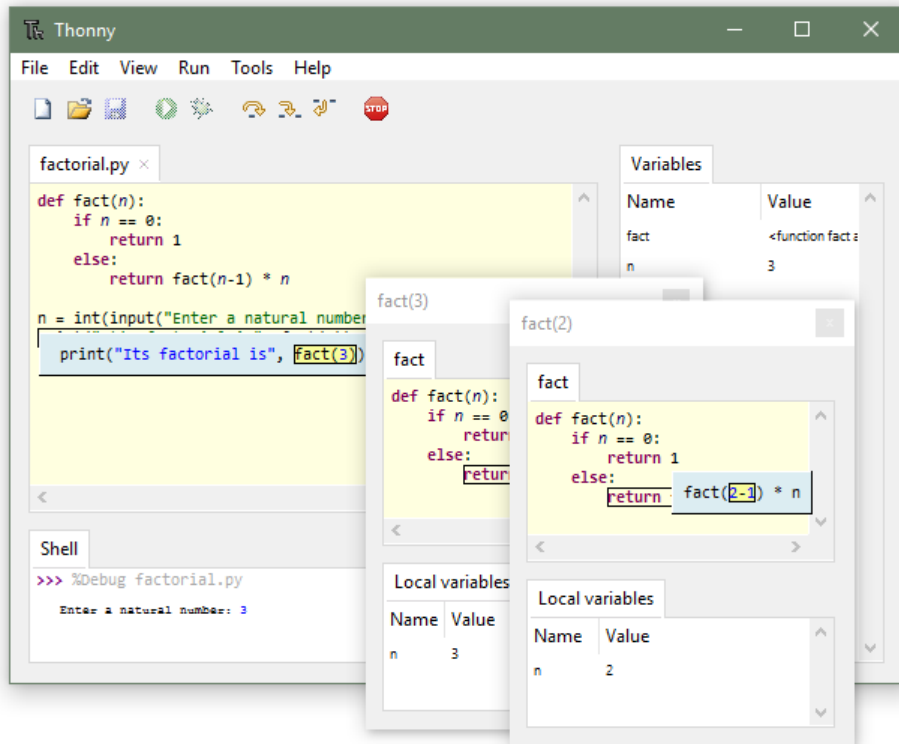 Thonny
File Edit View Run Tools Help
STOP
factorial.py ×
def fact(n):
    if n == 0:
        return 1
    else:
        return fact(n-1) * n
n = int(input("Enter a natural number
print("Its factorial is", fact(3))
Shell
>>> %Debug factorial.py
Enter a natural number: 3
Variables
Name Value
fact <function fact a
n 3
fact(3)
fact
def fact(n):
    if n == 0
        retur
    else:
        retur
Local variables
Name Value
n 3
fact(2)
fact
def fact(n):
    if n == 0:
        return 1
    else:
        return fact(2-1) * n
Local variables
Name Value
n 2